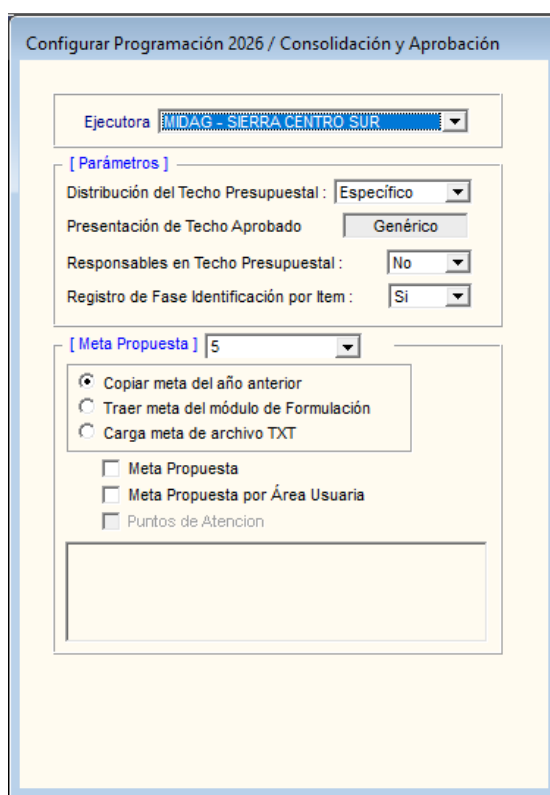 Configurar Programación 2026 / Consolidación y Aprobación
Ejecutora MIDAG - SIERRA CENTRO SUR
[ Parámetros ]
Distribución del Techo Presupuestal : Específico
Presentación de Techo Aprobado Genérico
Responsables en Techo Presupuestal : No
Registro de Fase Identificación por Item : Si
[ Meta Propuesta ] 5
Copiar meta del año anterior
Traer meta del módulo de Formulación
Carga meta de archivo TXT
Meta Propuesta
Meta Propuesta por Área Usuaria
Puntos de Atencion